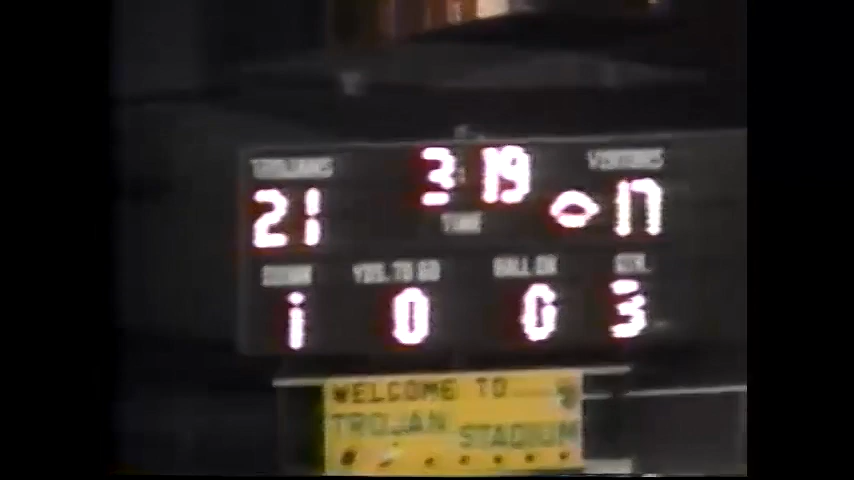 TROJANS 3:19 VISITORS
21 TIME 17
DOWN YDS. TO GO BALL ON QTR.
1 0 0 3
WELCOME TO
TROJAN STADIUM